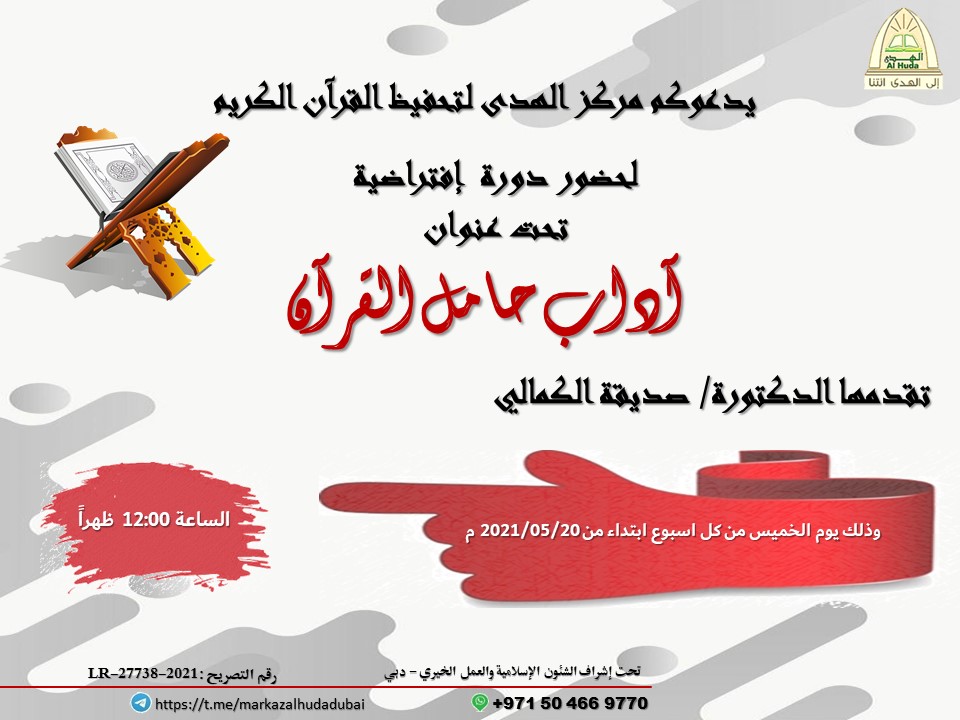 الهدى
Al Huda
إلى الهدى ائتنا
يدعوكم مركز الهدى لتحفيظ القرآن الكريم
لحضور دورة إفتراضية
تحت عنوان
آداب حامل القرآن
تقدمها الدكتورة/ صديقة الكمالي
وذلك يوم الخميس من كل اسبوع ابتداء من 2021/05/20 م
الساعة 12:00 ظهراً
تحت إشراف الشئون الإسلامية والعمل الخيري - دبي
رقم التصريح: LR-27738-2021
+971 50 466 9770
https://t.me/markazalhudadubai